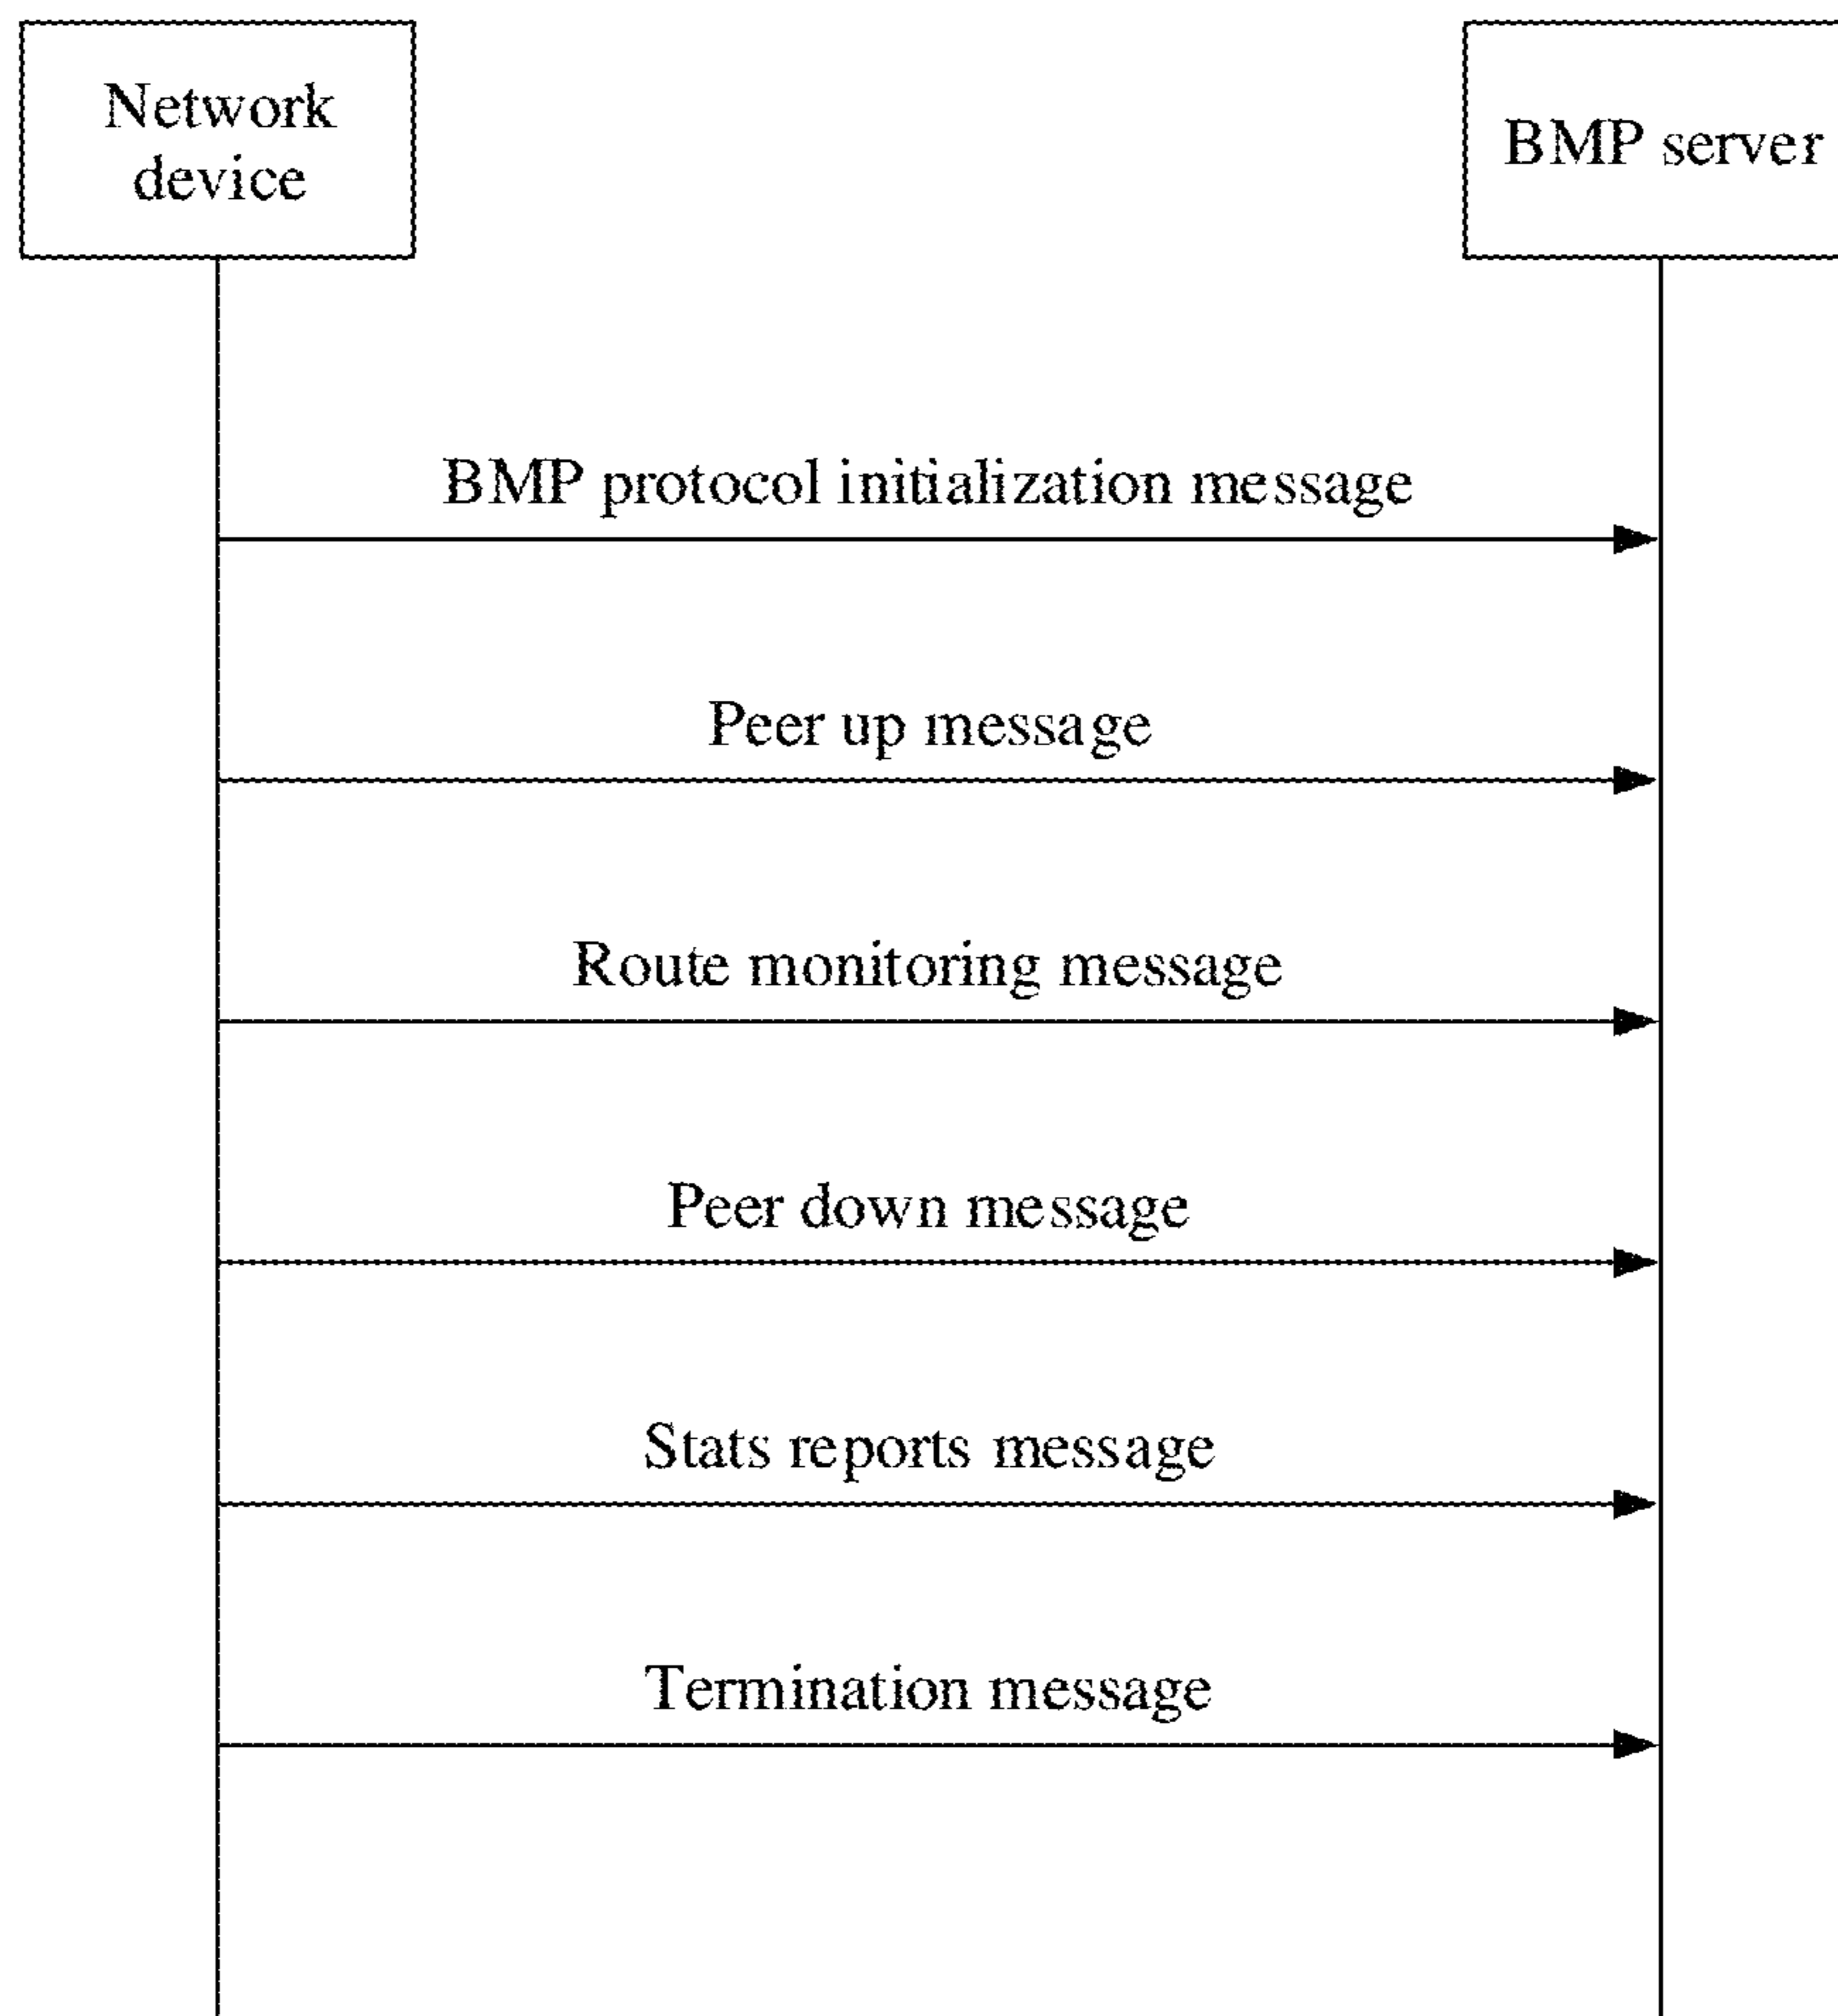 Network
device
BMP server
BMP protocol initialization message
Peer up message
Route monitoring message
Peer down message
Stats reports message
Termination message